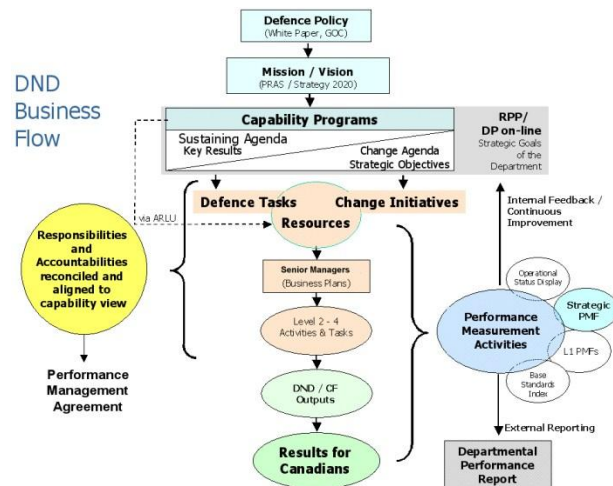 DND
Business
Flow
Defence Policy
(White Paper, GOC)
Mission / Vision
(PRAS / Strategy 2020)
Capability Programs
Sustaining Agenda
Key Results
Change Agenda
Strategic Objectives
RPP/
DP on-line
Strategic Goals
of the
Department
Defence Tasks
Change Initiatives
Resources
via ARLU
Responsibilities
and
Accountabilities
reconciled and
aligned to
capability view
Performance
Management
Agreement
Senior Managers
(Business Plans)
Level 2 - 4
Activities & Tasks
DND / CF
Outputs
Results for
Canadians
Internal Feedback /
Continuous
Improvement
Operational
Status Display
Strategic
PMF
Performance
Measurement
Activities
L1 PMFs
Base
Standards
Index
External Reporting
Departmental
Performance
Report